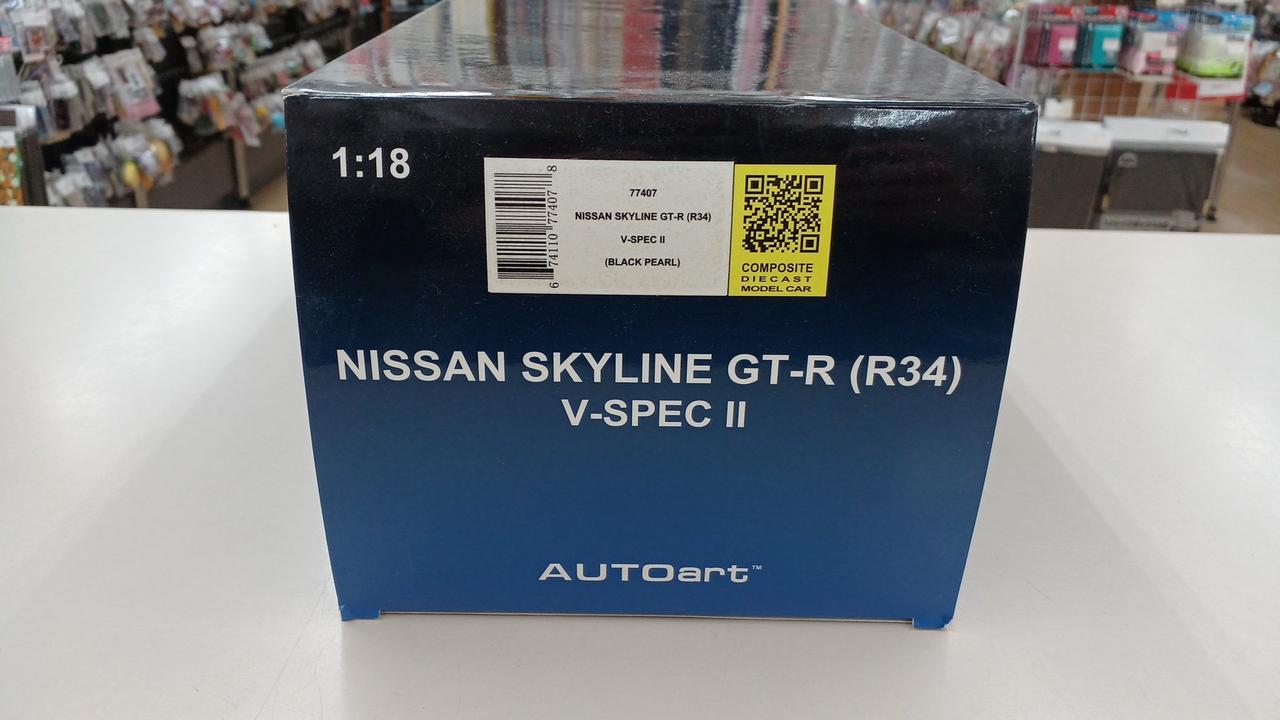 1:18
6 74110 77407 8
77407
NISSAN SKYLINE GT-R (R34)
V-SPEC II
(BLACK PEARL)
COMPOSITE
DIECAST
MODEL CAR
NISSAN SKYLINE GT-R (R34)
V-SPEC II
AUTOart™